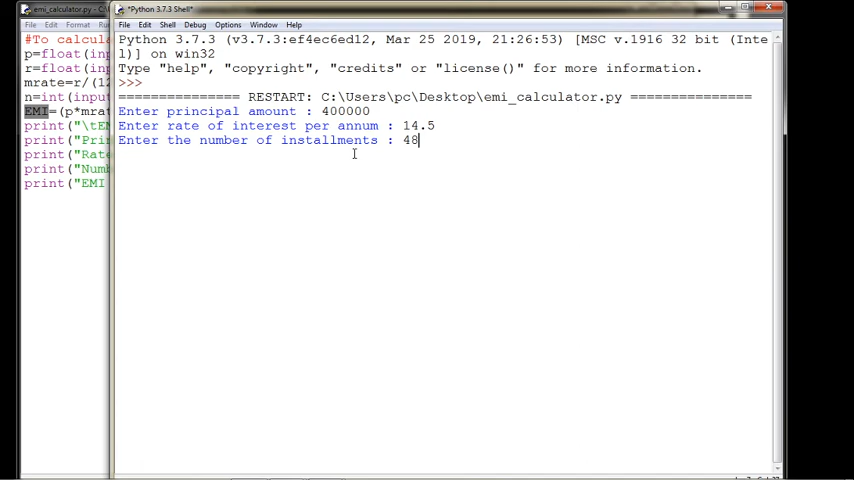 emi_calculator.py - C:\
*Python 3.7.3 Shell*
File Edit Format Ru
File Edit Shell Debug Options Window Help
#To calcula
p=float(inp
r=float(inp
mrate=r/(12
n=int(input
EMI=(p*mrat
print("\tEM
print("Prin
print("Rate
print("Numb
print("EMI
Python 3.7.3 (v3.7.3:ef4ec6ed12, Mar 25 2019, 21:26:53) [MSC v.1916 32 bit (Inte
l)] on win32
Type "help", "copyright", "credits" or "license()" for more information.
>>>
=============== RESTART: C:\Users\pc\Desktop\emi_calculator.py ===============
Enter principal amount : 400000
Enter rate of interest per annum : 14.5
Enter the number of installments : 48